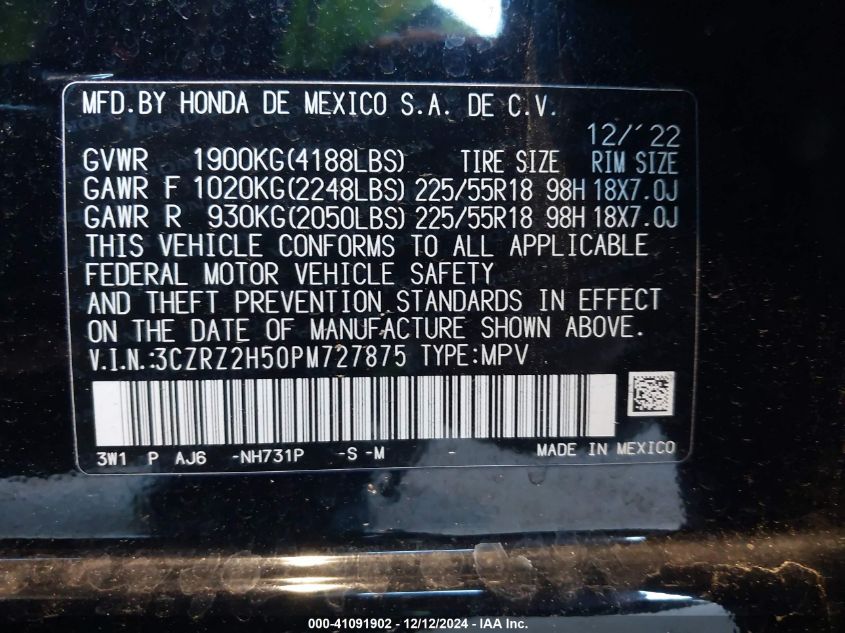 MFD.BY HONDA DE MEXICO S.A. DE C.V.
12/'22
GVWR 1900KG(4188LBS) TIRE SIZE RIM SIZE
GAWR F 1020KG(2248LBS) 225/55R18 98H 18X7.0J
GAWR R 930KG(2050LBS) 225/55R18 98H 18X7.0J
THIS VEHICLE CONFORMS TO ALL APPLICABLE
FEDERAL MOTOR VEHICLE SAFETY
AND THEFT PREVENTION STANDARDS IN EFFECT
ON THE DATE OF MANUFACTURE SHOWN ABOVE.
V.I.N.:3CZRZ2H50PM727875 TYPE:MPV
3W1 P AJ6 -NH731P -S -M - MADE IN MEXICO
000-41091902 - 12/12/2024 - IAA Inc.